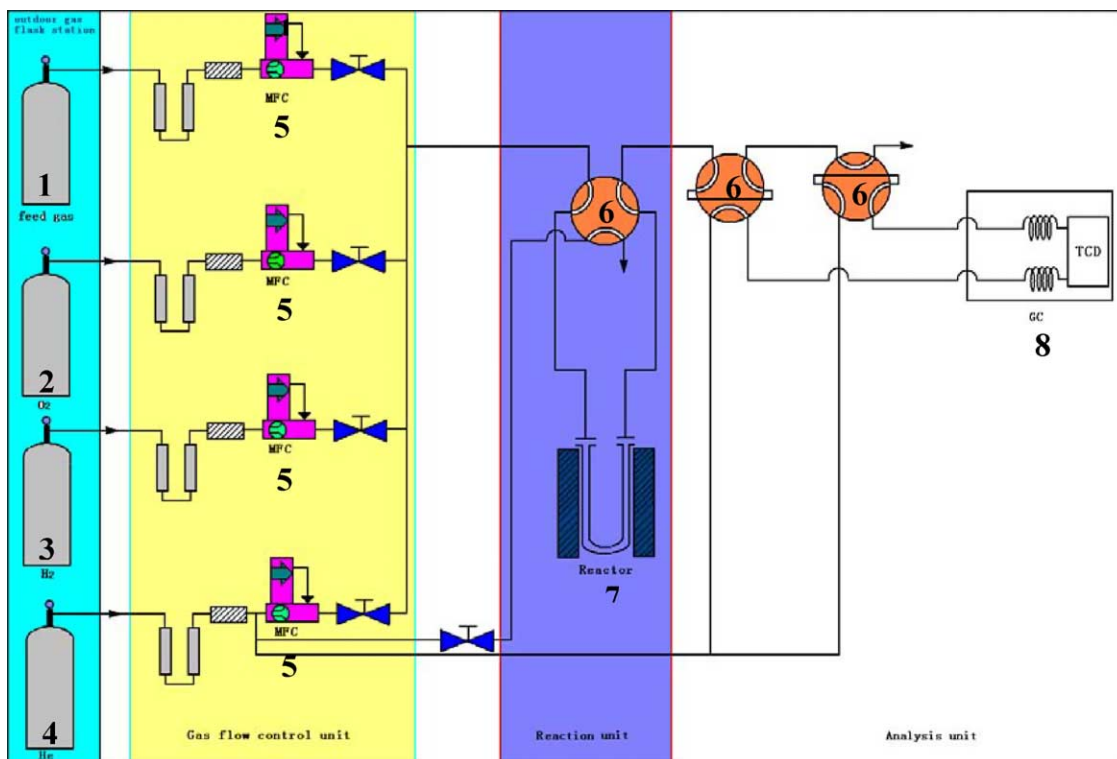 outdour gas
flask station
MFC
5
1
feed gas
MFC
5
2
O2
MFC
5
3
H2
MFC
5
4
He
Gas flow control unit
6
Reactor
7
Reaction unit
6
6
TCD
GC
8
Analysis unit